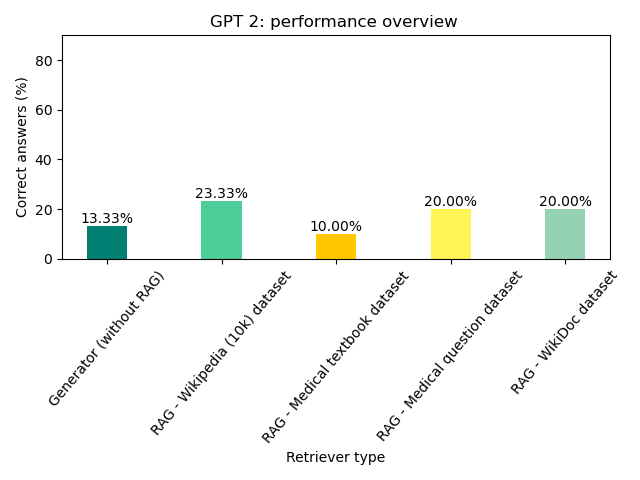 GPT 2: performance overview
Correct answers (%)
80
60
40
20
0
13.33%
23.33%
10.00%
20.00%
20.00%
Generator (without RAG)
RAG - Wikipedia (10k) dataset
RAG - Medical textbook dataset
RAG - Medical question dataset
RAG - WikiDoc dataset
Retriever type